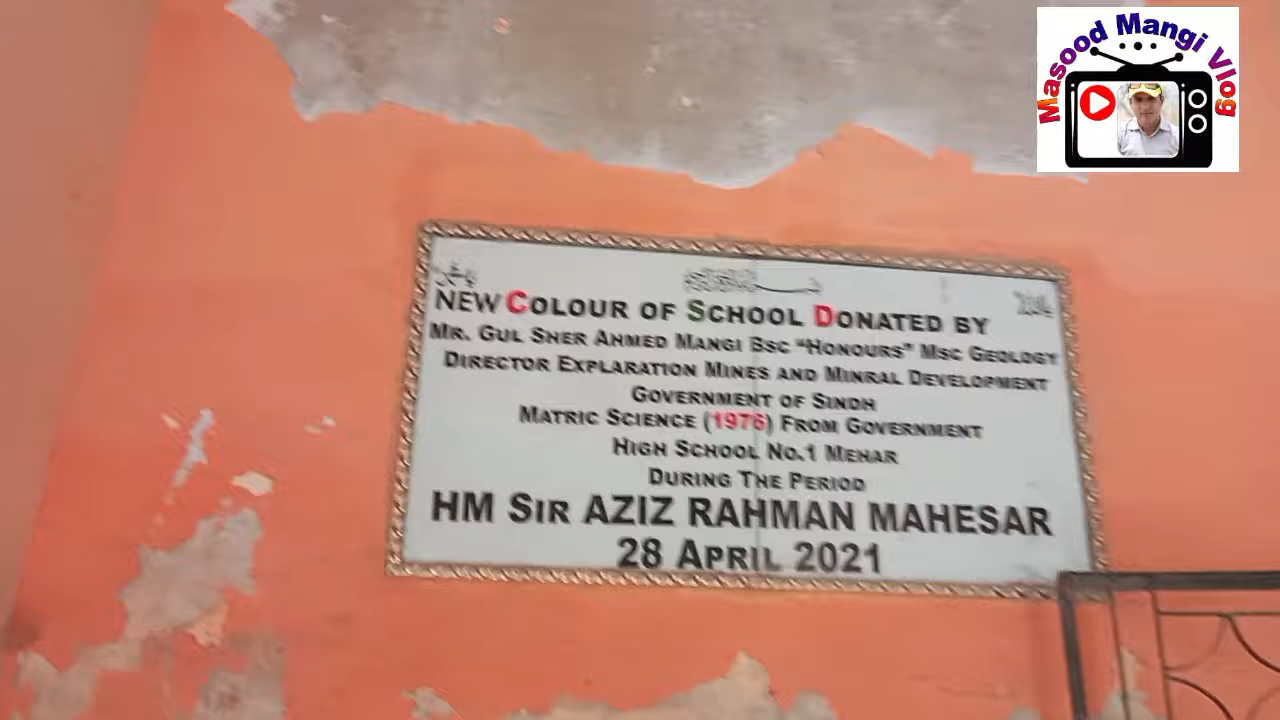 Masood Mangi Vlog
NEW COLOUR OF SCHOOL DONATED BY
MR. GUL SHER AHMED MANGI BSC “HONOURS” MSC GEOLOGY
DIRECTOR EXPLARATION MINES AND MINRAL DEVELOPMENT
GOVERNMENT OF SINDH
MATRIC SCIENCE (1976) FROM GOVERNMENT
HIGH SCHOOL NO.1 MEHAR
DURING THE PERIOD
HM SIR AZIZ RAHMAN MAHESAR
28 APRIL 2021